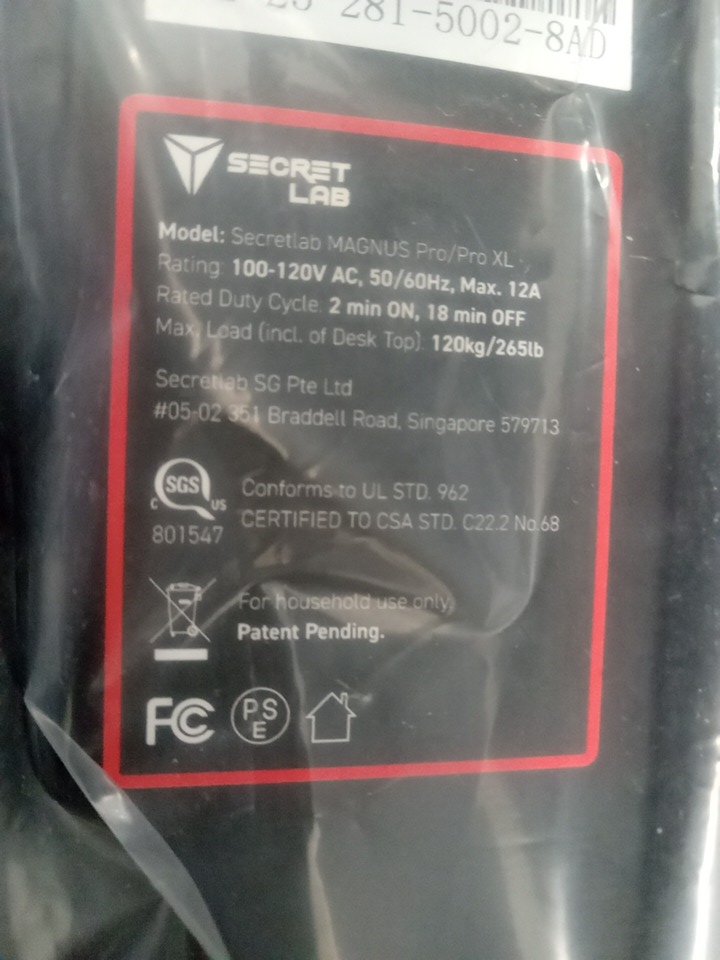 281-5002-8AD
SECRET
LAB
Model: Secretlab MAGNUS Pro/Pro XL
Rating: 100-120V AC, 50/60Hz, Max. 12A
Rated Duty Cycle: 2 min ON, 18 min OFF
Max. Load (incl. of Desk Top): 120kg/265lb
Secretlab SG Pte Ltd
#05-02 351 Braddell Road, Singapore 579713
SGS
C US
801547
Conforms to UL STD. 962
CERTIFIED TO CSA STD. C22.2 No.68
For household use only.
Patent Pending.
FC
PS
E